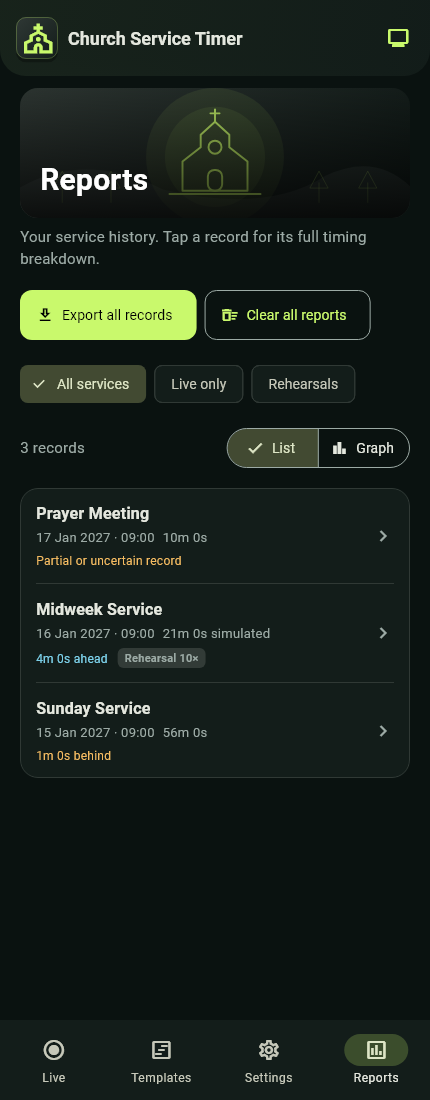 Church Service Timer
Reports
Your service history. Tap a record for its full timing
breakdown.
Export all records
Clear all reports
All services
Live only
Rehearsals
3 records
List
Graph
Prayer Meeting
17 Jan 2027 · 09:00 10m 0s
Partial or uncertain record
Midweek Service
16 Jan 2027 · 09:00 21m 0s simulated
4m 0s ahead Rehearsal 10×
Sunday Service
15 Jan 2027 · 09:00 56m 0s
1m 0s behind
Live
Templates
Settings
Reports